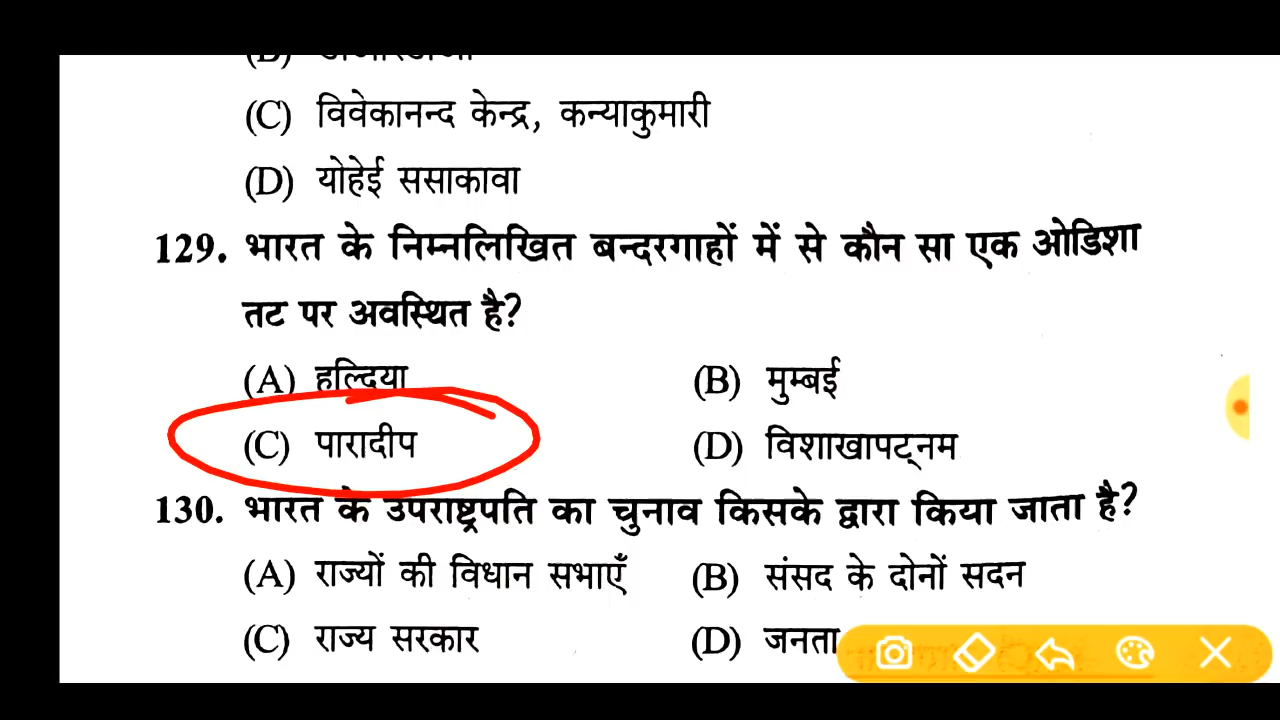 (C) विवेकानन्द केन्द्र, कन्याकुमारी
(D) योहेई ससाकावा
129. भारत के निम्नलिखित बन्दरगाहों में से कौन सा एक ओडिशा
तट पर अवस्थित है?
(A) हल्दिया (B) मुम्बई
(C) पारादीप (D) विशाखापट्नम
130. भारत के उपराष्ट्रपति का चुनाव किसके द्वारा किया जाता है?
(A) राज्यों की विधान सभाएँ (B) संसद के दोनों सदन
(C) राज्य सरकार (D) जनता